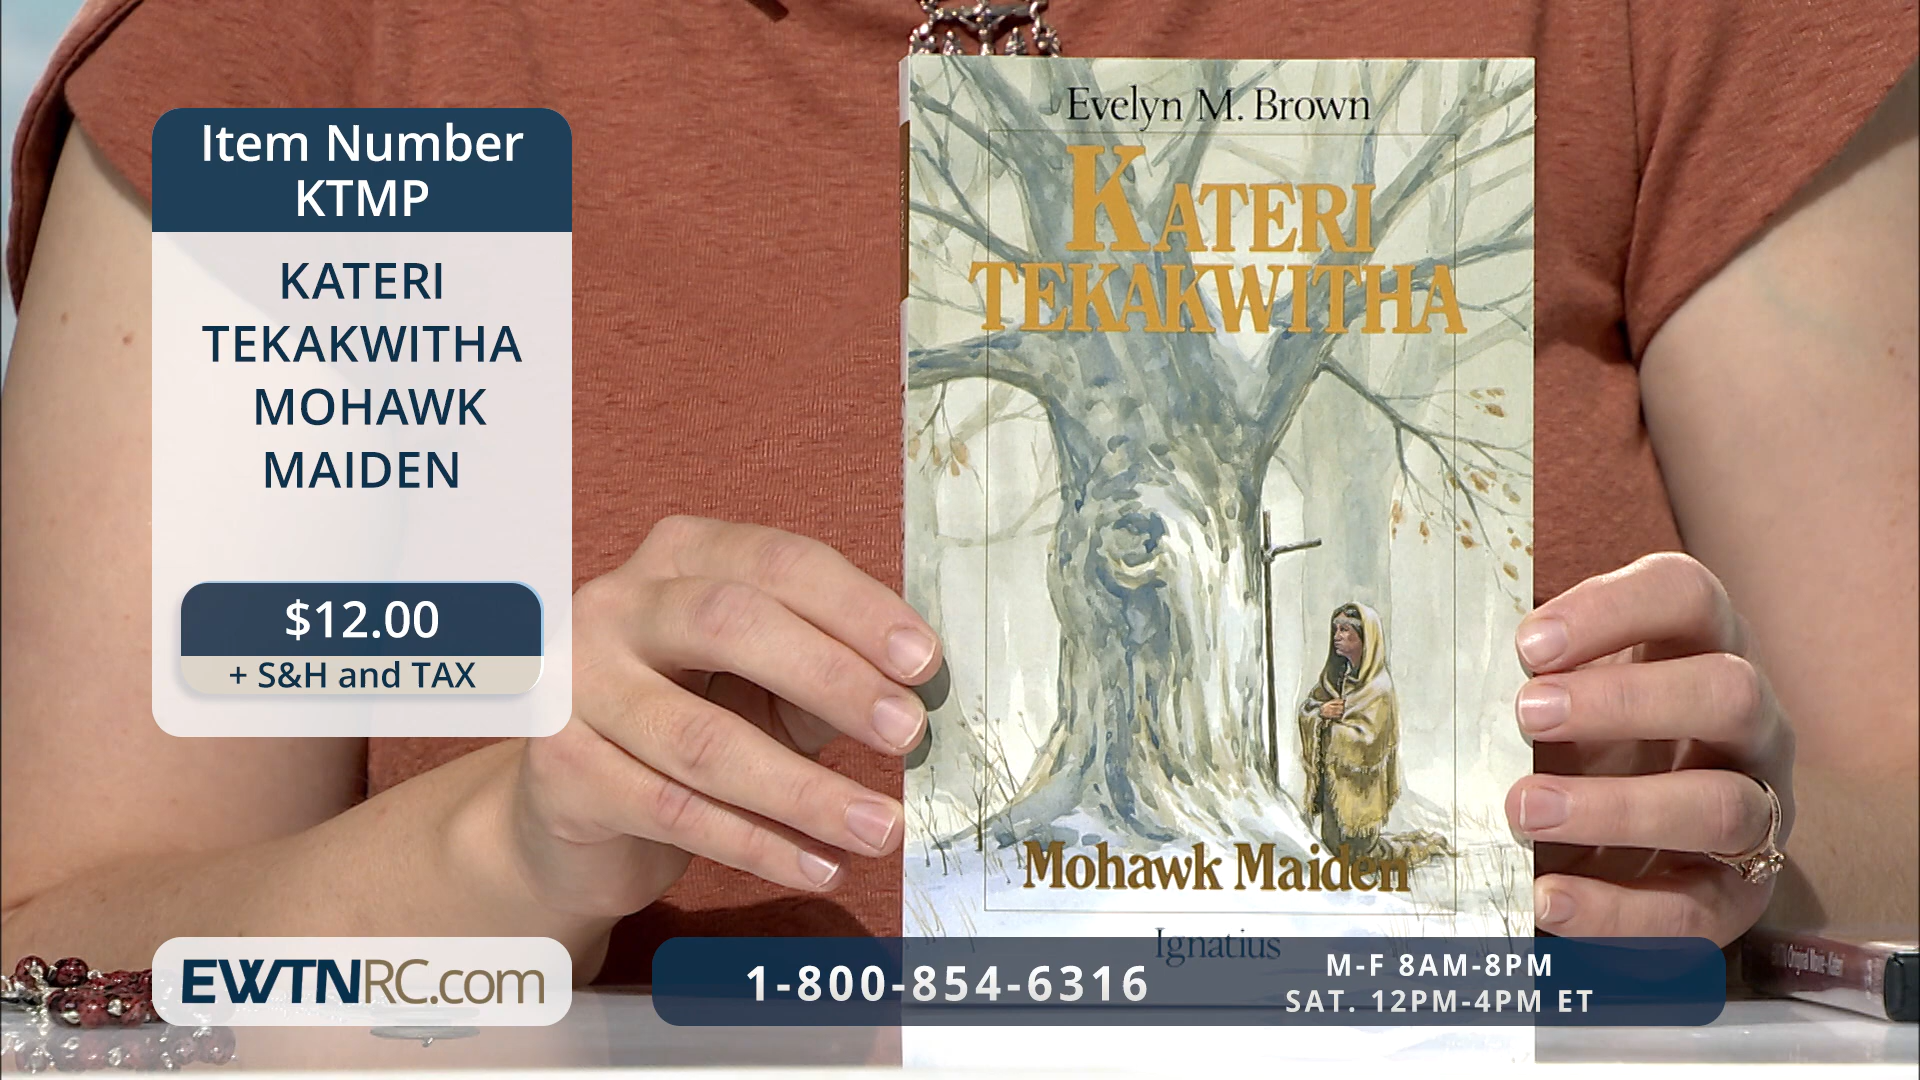 Item Number
KTMP
KATERI
TEKAKWITHA
MOHAWK
MAIDEN
$12.00
+ S&H and TAX
Evelyn M. Brown
KATERI
TEKAKWITHA
Mohawk Maiden
Ignatius
EWTNRC.com
1-800-854-6316
M-F 8AM-8PM
SAT. 12PM-4PM ET